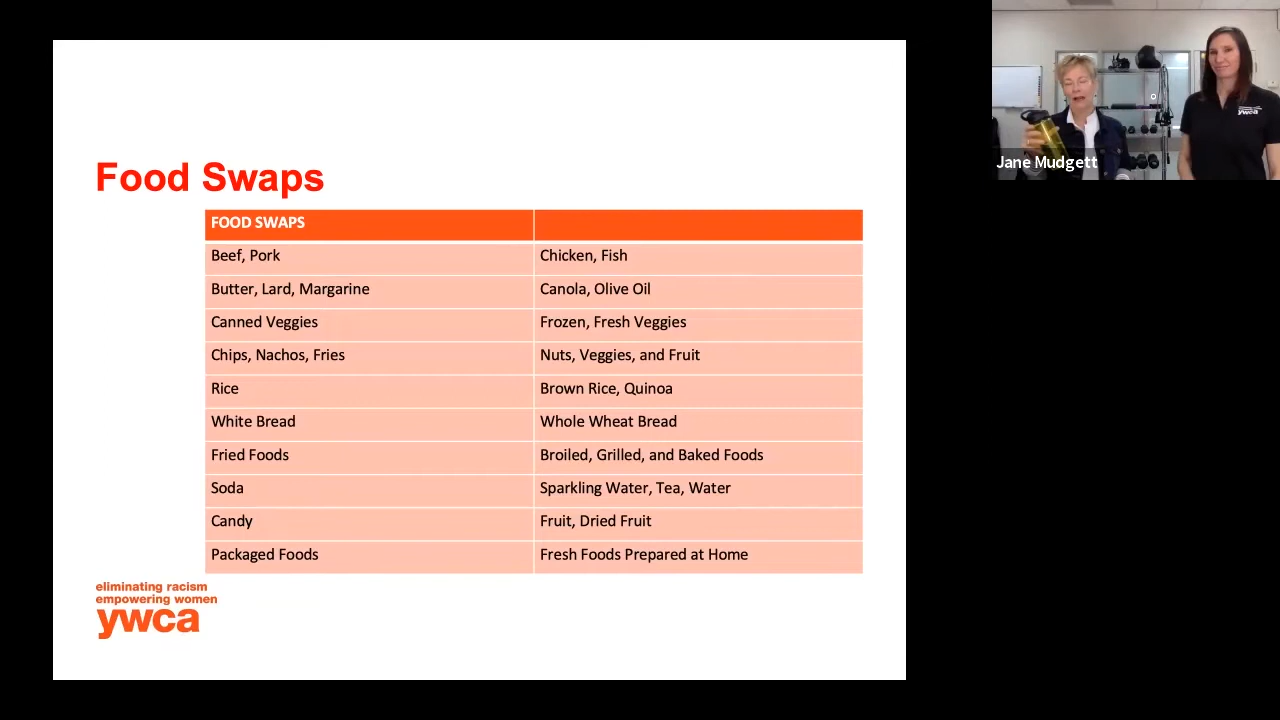 Food Swaps
FOOD SWAPS
Beef, Pork
Chicken, Fish
Butter, Lard, Margarine
Canola, Olive Oil
Canned Veggies
Frozen, Fresh Veggies
Chips, Nachos, Fries
Nuts, Veggies, and Fruit
Rice
Brown Rice, Quinoa
White Bread
Whole Wheat Bread
Fried Foods
Broiled, Grilled, and Baked Foods
Soda
Sparkling Water, Tea, Water
Candy
Fruit, Dried Fruit
Packaged Foods
Fresh Foods Prepared at Home
eliminating racism
empowering women
ywca
Jane Mudgett
ywca